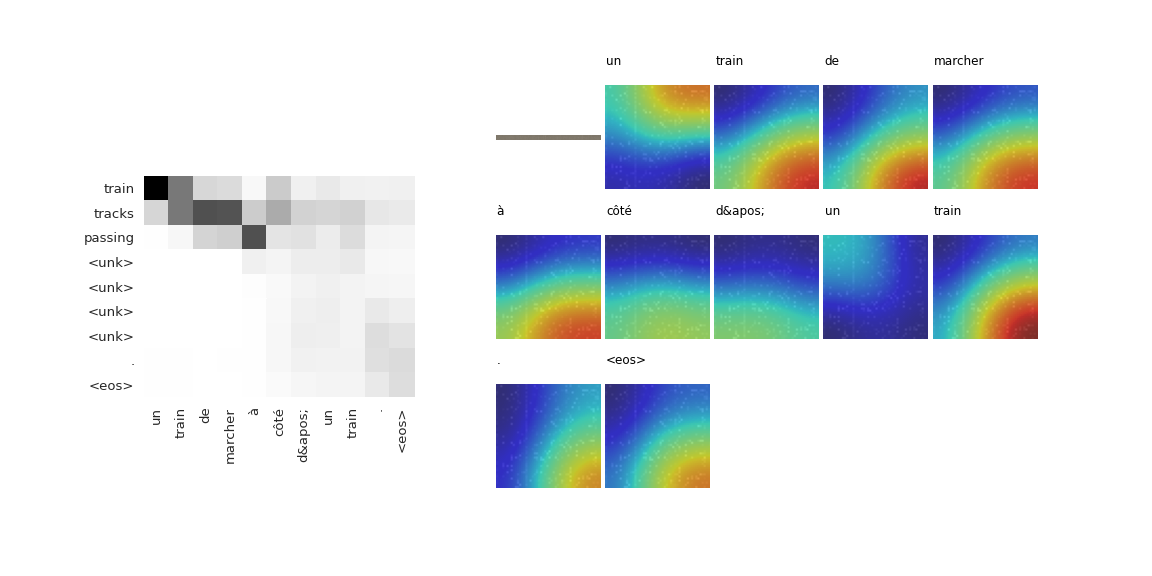 un train de marcher
train
tracks
passing
<unk>
<unk>
<unk>
<unk>
.
<eos>
un train de marcher à côté d&apos; un train . <eos>
à côté d&apos; un train
. <eos>